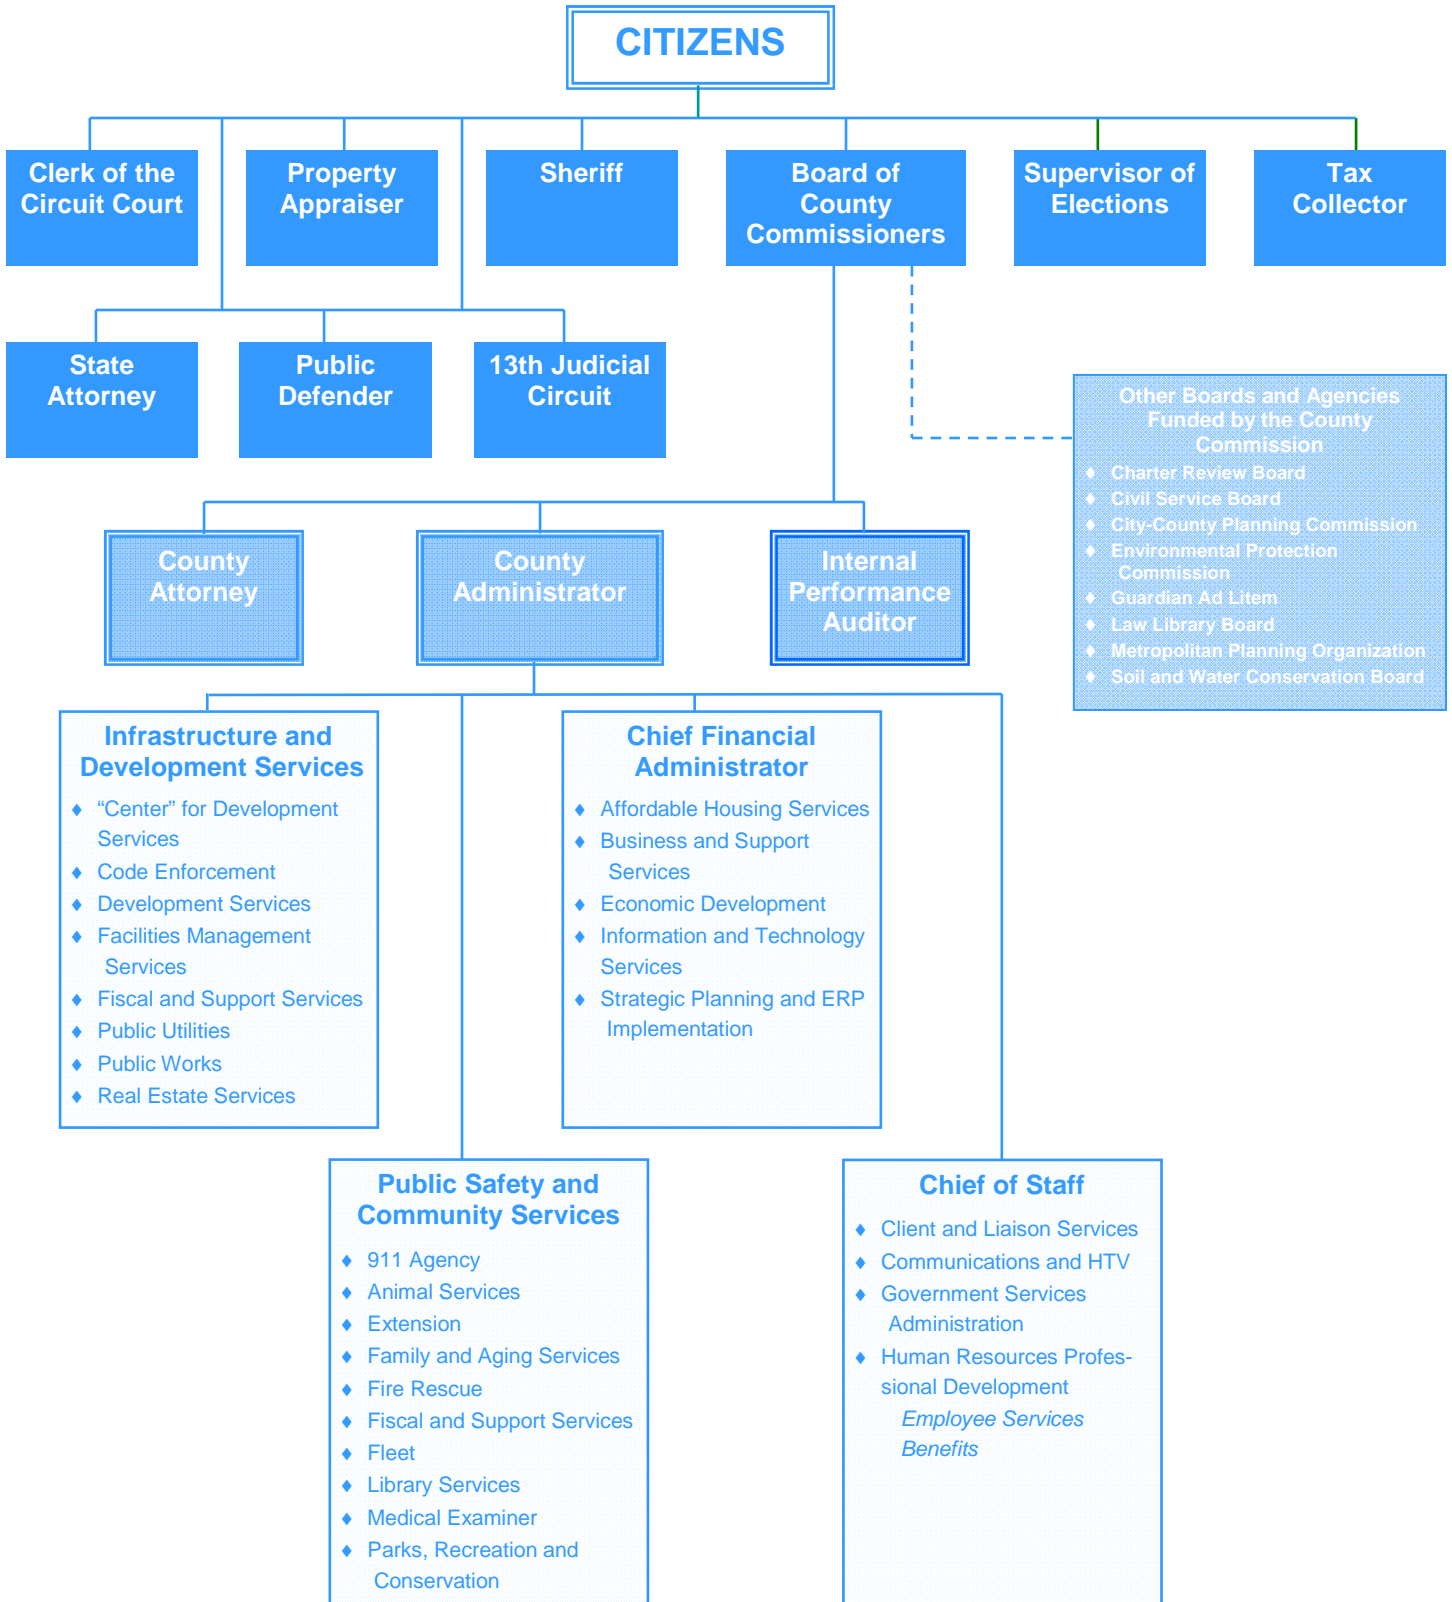 CITIZENS
Clerk of the
Circuit Court
Property
Appraiser
Sheriff
Board of
County
Commissioners
Supervisor of
Elections
Tax
Collector
State
Attorney
Public
Defender
13th Judicial
Circuit
Other Boards and Agencies
Funded by the County
Commission
♦ Charter Review Board
♦ Civil Service Board
♦ City-County Planning Commission
♦ Environmental Protection
Commission
♦ Guardian Ad Litem
♦ Law Library Board
♦ Metropolitan Planning Organization
♦ Soil and Water Conservation Board
County
Attorney
County
Administrator
Internal
Performance
Auditor
Infrastructure and
Development Services
♦ “Center” for Development
Services
♦ Code Enforcement
♦ Development Services
♦ Facilities Management
Services
♦ Fiscal and Support Services
♦ Public Utilities
♦ Public Works
♦ Real Estate Services
Chief Financial
Administrator
♦ Affordable Housing Services
♦ Business and Support
Services
♦ Economic Development
♦ Information and Technology
Services
♦ Strategic Planning and ERP
Implementation
Public Safety and
Community Services
♦ 911 Agency
♦ Animal Services
♦ Extension
♦ Family and Aging Services
♦ Fire Rescue
♦ Fiscal and Support Services
♦ Fleet
♦ Library Services
♦ Medical Examiner
♦ Parks, Recreation and
Conservation
Chief of Staff
♦ Client and Liaison Services
♦ Communications and HTV
♦ Government Services
Administration
♦ Human Resources Profes-
sional Development
Employee Services
Benefits